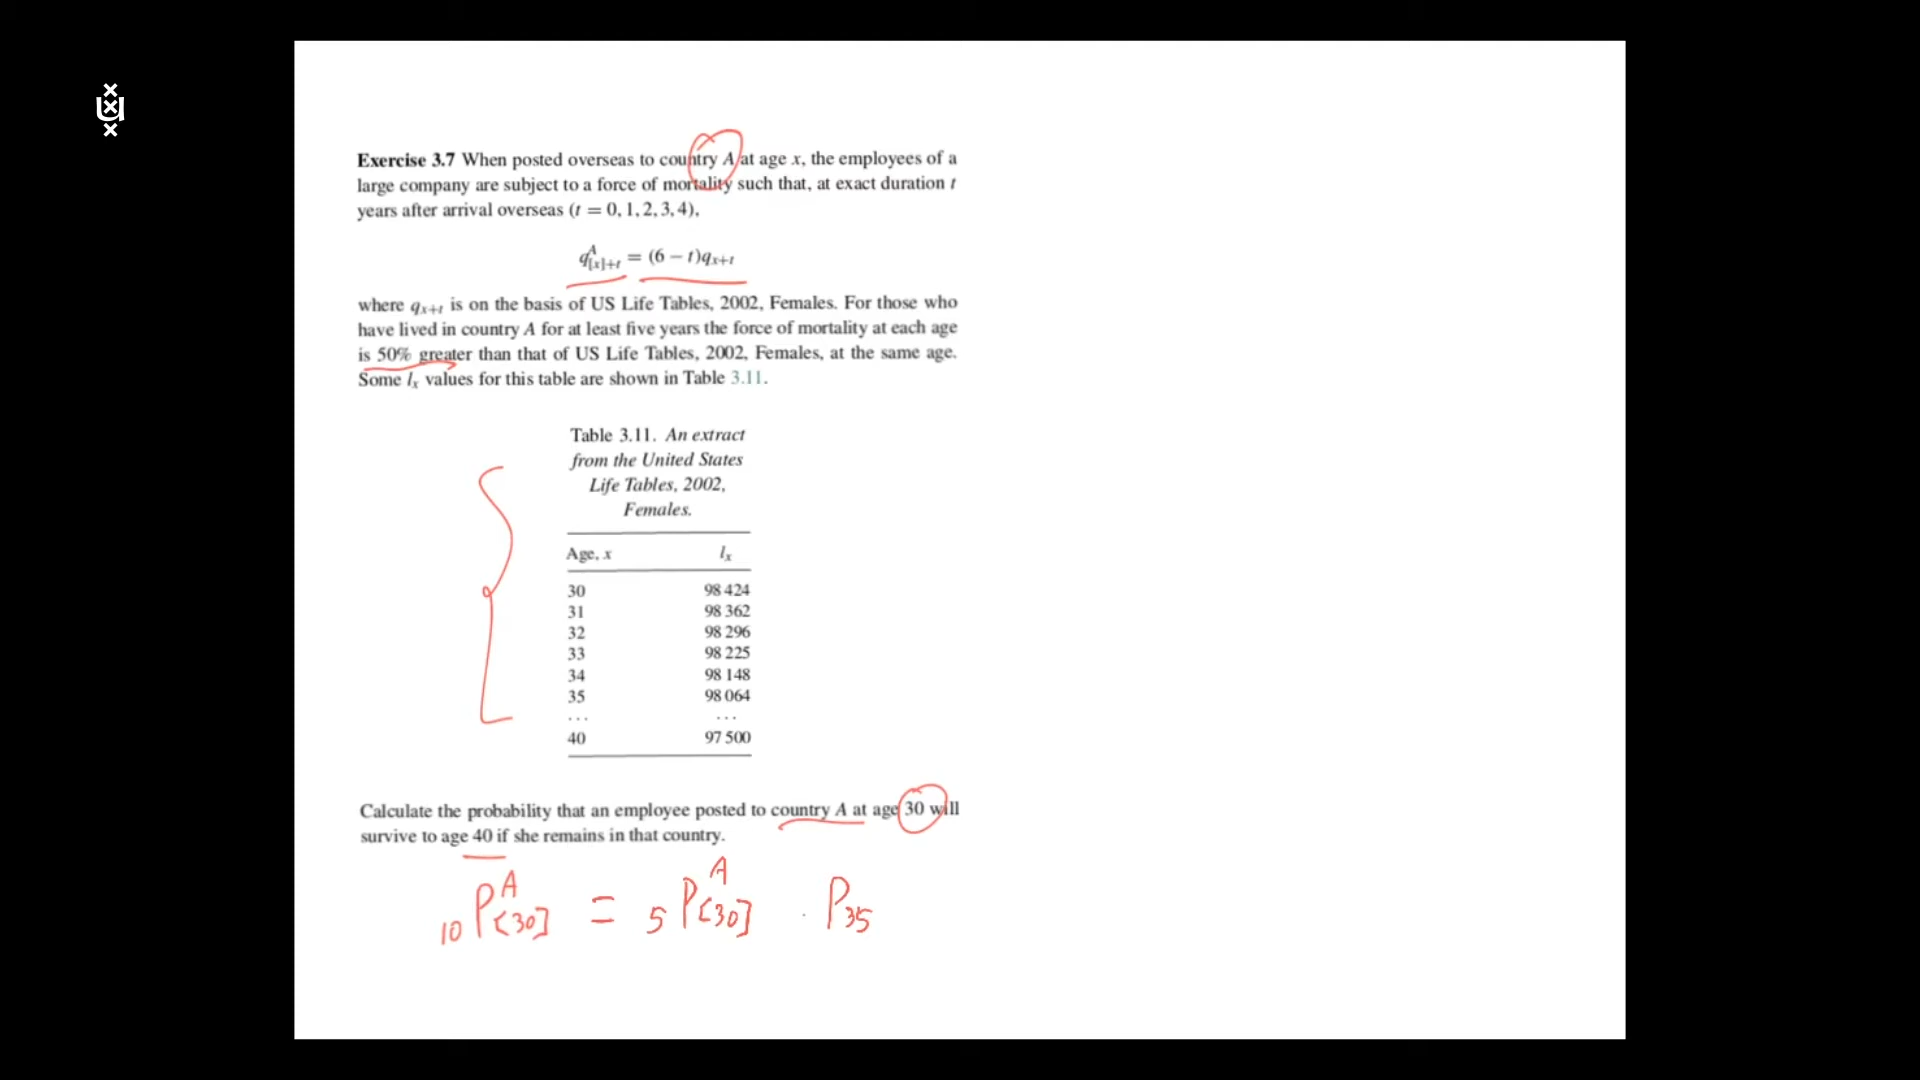 Exercise 3.7 When posted overseas to country A at age x, the employees of a
large company are subject to a force of mortality such that, at exact duration t
years after arrival overseas (t = 0, 1, 2, 3, 4),
q^A_{[x]+t} = (6 − t)q_{x+t}
where q_{x+t} is on the basis of US Life Tables, 2002, Females. For those who
have lived in country A for at least five years the force of mortality at each age
is 50% greater than that of US Life Tables, 2002, Females, at the same age.
Some l_x values for this table are shown in Table 3.11.
Table 3.11. An extract
from the United States
Life Tables, 2002,
Females.
Age, x l_x
30 98 424
31 98 362
32 98 296
33 98 225
34 98 148
35 98 064
... ...
40 97 500
Calculate the probability that an employee posted to country A at age 30 will
survive to age 40 if she remains in that country.
₁₀P^A_{[30]} = ₅P^A_{[30]} · P_{35}